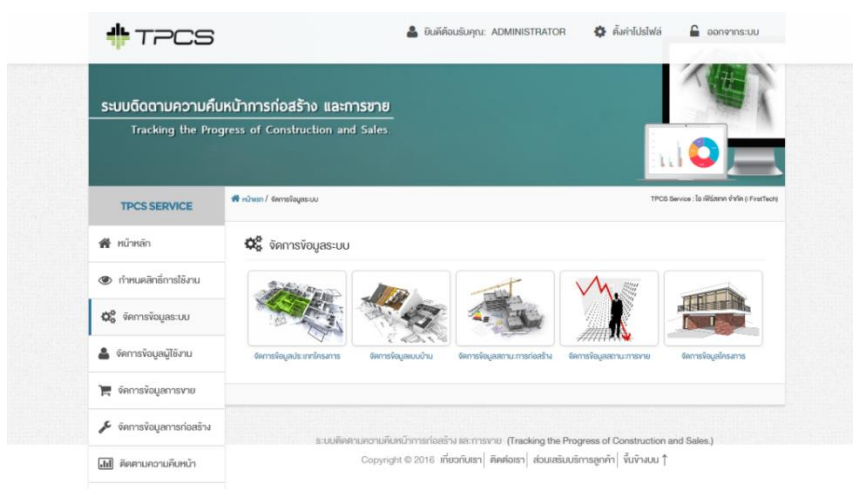 TPCS
ยินดีต้อนรับคุณ: ADMINISTRATOR
ตั้งค่าโปรไฟล์
ออกจากระบบ
ระบบติดตามความคืบหน้าการก่อสร้าง และการขาย
Tracking the Progress of Construction and Sales.
TPCS SERVICE
หน้าแรก / จัดการข้อมูลระบบ
TPCS Service : ไอ เฟิร์สเทค จำกัด (i FirstTech)
หน้าหลัก
กำหนดสิทธิ์การใช้งาน
จัดการข้อมูลระบบ
จัดการข้อมูลผู้ใช้งาน
จัดการข้อมูลการขาย
จัดการข้อมูลการก่อสร้าง
ติดตามความคืบหน้า
จัดการข้อมูลระบบ
จัดการข้อมูลประเภทโครงการ
จัดการข้อมูลแบบบ้าน
จัดการข้อมูลสถานะการก่อสร้าง
จัดการข้อมูลสถานะการขาย
จัดการข้อมูลโครงการ
ระบบติดตามความคืบหน้าการก่อสร้าง และการขาย (Tracking the Progress of Construction and Sales.)
Copyright © 2016 เกี่ยวกับเรา| ติดต่อเรา| ส่วนเสริมบริการลูกค้า| ขึ้นข้างบน ↑